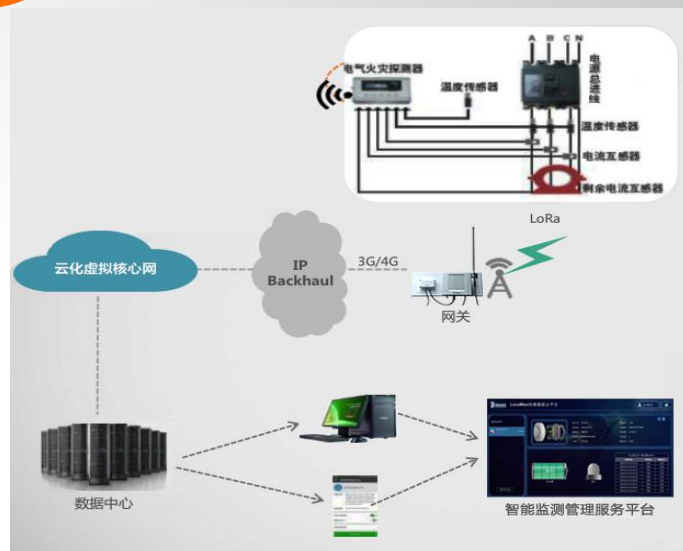 A B C N
电气火灾探测器
电源总进线
温度传感器
温度传感器
电流互感器
剩余电流互感器
LoRa
云化虚拟核心网
IP
Backhaul
3G/4G
网关
数据中心
智能监测管理服务平台